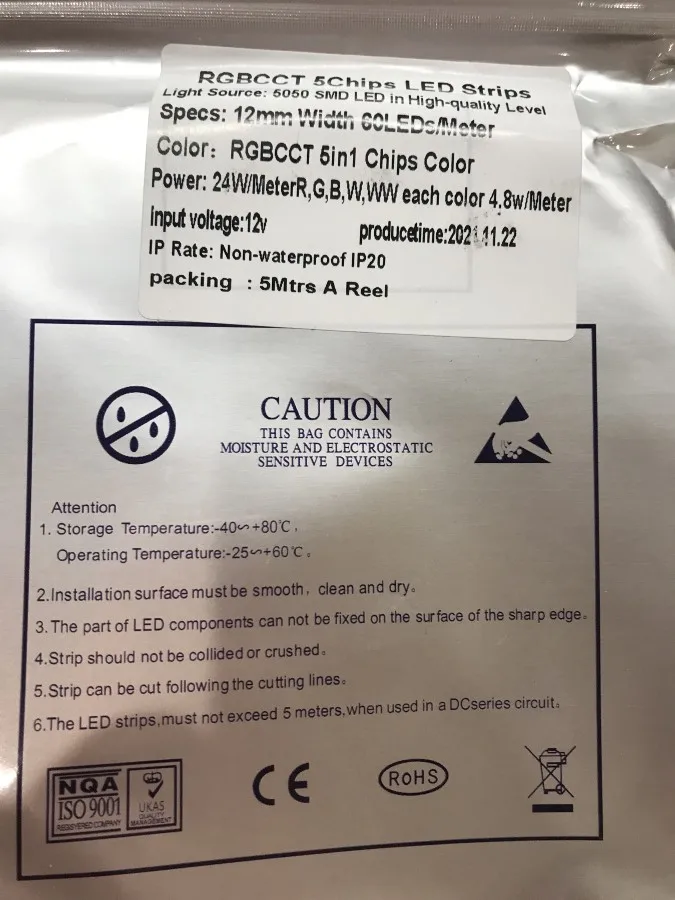 RGBCCT 5Chips LED Strips
Light Source: 5050 SMD LED in High-quality Level
Specs: 12mm Width 60LEDs/Meter
Color: RGBCCT 5in1 Chips Color
Power: 24W/MeterR,G,B,W,WW each color 4.8w/Meter
input voltage:12v producetime:2021.11.22
IP Rate: Non-waterproof IP20
packing : 5Mtrs A Reel
CAUTION
THIS BAG CONTAINS
MOISTURE AND ELECTROSTATIC
SENSITIVE DEVICES
Attention
1. Storage Temperature:-40~+80℃.
Operating Temperature:-25~+60℃。
2.Installation surface must be smooth, clean and dry。
3.The part of LED components can not be fixed on the surface of the sharp edge。
4.Strip should not be collided or crushed。
5.Strip can be cut following the cutting lines。
6.The LED strips,must not exceed 5 meters,when used in a DCseries circuit。
NQA
ISO 9001
REGISTERED COMPANY
UKAS
QUALITY
MANAGEMENT
CE
RoHS